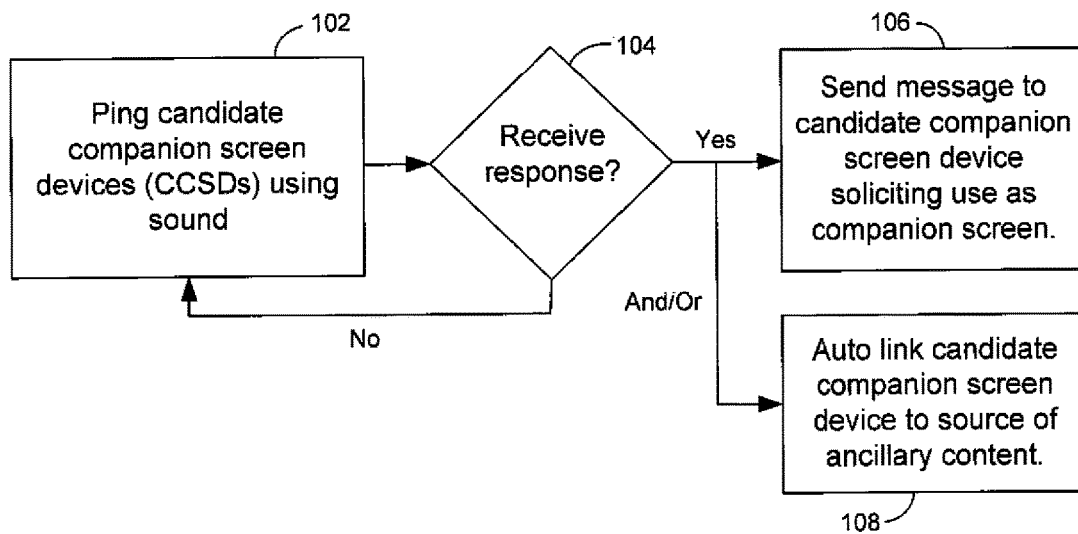 102
Ping candidate
companion screen
devices (CCSDs) using
sound
104
Receive
response?
Yes
No
And/Or
106
Send message to
candidate companion
screen device
soliciting use as
companion screen.
Auto link candidate
companion screen
device to source of
ancillary content.
108